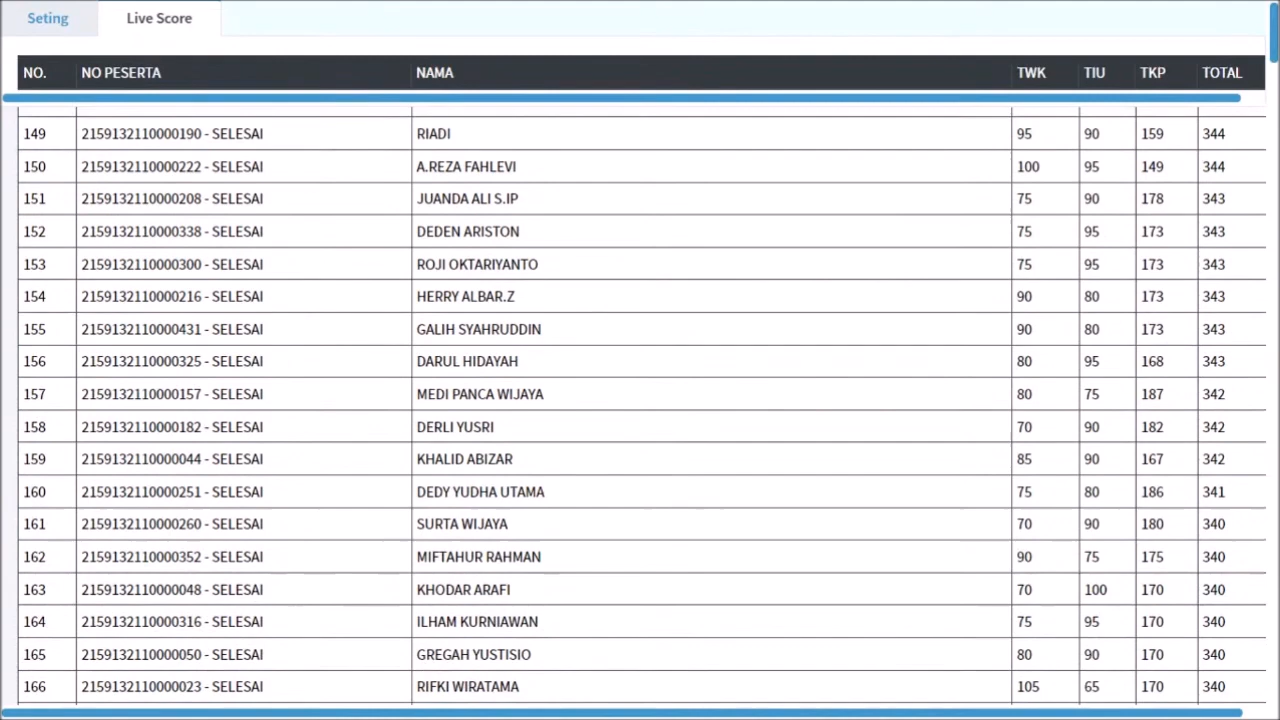 Seting Live Score
NO. NO PESERTA NAMA TWK TIU TKP TOTAL
149 2159132110000190 - SELESAI RIADI 95 90 159 344
150 2159132110000222 - SELESAI A.REZA FAHLEVI 100 95 149 344
151 2159132110000208 - SELESAI JUANDA ALI S.IP 75 90 178 343
152 2159132110000338 - SELESAI DEDEN ARISTON 75 95 173 343
153 2159132110000300 - SELESAI ROJI OKTARIYANTO 75 95 173 343
154 2159132110000216 - SELESAI HERRY ALBAR.Z 90 80 173 343
155 2159132110000431 - SELESAI GALIH SYAHRUDDIN 90 80 173 343
156 2159132110000325 - SELESAI DARUL HIDAYAH 80 95 168 343
157 2159132110000157 - SELESAI MEDI PANCA WIJAYA 80 75 187 342
158 2159132110000182 - SELESAI DERLI YUSRI 70 90 182 342
159 2159132110000044 - SELESAI KHALID ABIZAR 85 90 167 342
160 2159132110000251 - SELESAI DEDY YUDHA UTAMA 75 80 186 341
161 2159132110000260 - SELESAI SURTA WIJAYA 70 90 180 340
162 2159132110000352 - SELESAI MIFTAHUR RAHMAN 90 75 175 340
163 2159132110000048 - SELESAI KHODAR ARAFI 70 100 170 340
164 2159132110000316 - SELESAI ILHAM KURNIAWAN 75 95 170 340
165 2159132110000050 - SELESAI GREGAH YUSTISIO 80 90 170 340
166 2159132110000023 - SELESAI RIFKI WIRATAMA 105 65 170 340